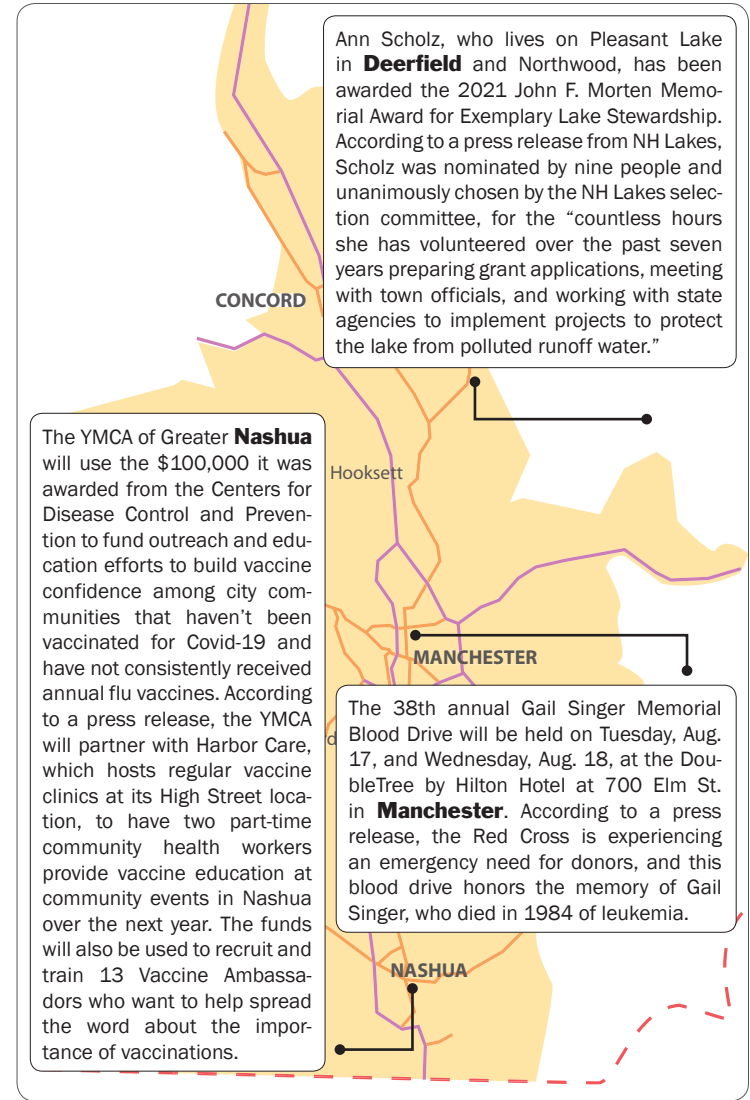 Ann Scholz, who lives on Pleasant Lake
in Deerfield and Northwood, has been
awarded the 2021 John F. Morten Memo-
rial Award for Exemplary Lake Stewardship.
According to a press release from NH Lakes,
Scholz was nominated by nine people and
unanimously chosen by the NH Lakes selec-
tion committee, for the “countless hours
she has volunteered over the past seven
years preparing grant applications, meeting
with town officials, and working with state
agencies to implement projects to protect
the lake from polluted runoff water.”
CONCORD
The YMCA of Greater Nashua
will use the $100,000 it was
awarded from the Centers for
Disease Control and Preven-
tion to fund outreach and edu-
cation efforts to build vaccine
confidence among city com-
munities that haven’t been
vaccinated for Covid-19 and
have not consistently received
annual flu vaccines. According
to a press release, the YMCA
will partner with Harbor Care,
which hosts regular vaccine
clinics at its High Street loca-
tion, to have two part-time
community health workers
provide vaccine education at
community events in Nashua
over the next year. The funds
will also be used to recruit and
train 13 Vaccine Ambassa-
dors who want to help spread
the word about the impor-
tance of vaccinations.
Hooksett
MANCHESTER
The 38th annual Gail Singer Memorial
Blood Drive will be held on Tuesday, Aug.
17, and Wednesday, Aug. 18, at the Dou-
bleTree by Hilton Hotel at 700 Elm St.
in Manchester. According to a press
release, the Red Cross is experiencing
an emergency need for donors, and this
blood drive honors the memory of Gail
Singer, who died in 1984 of leukemia.
NASHUA